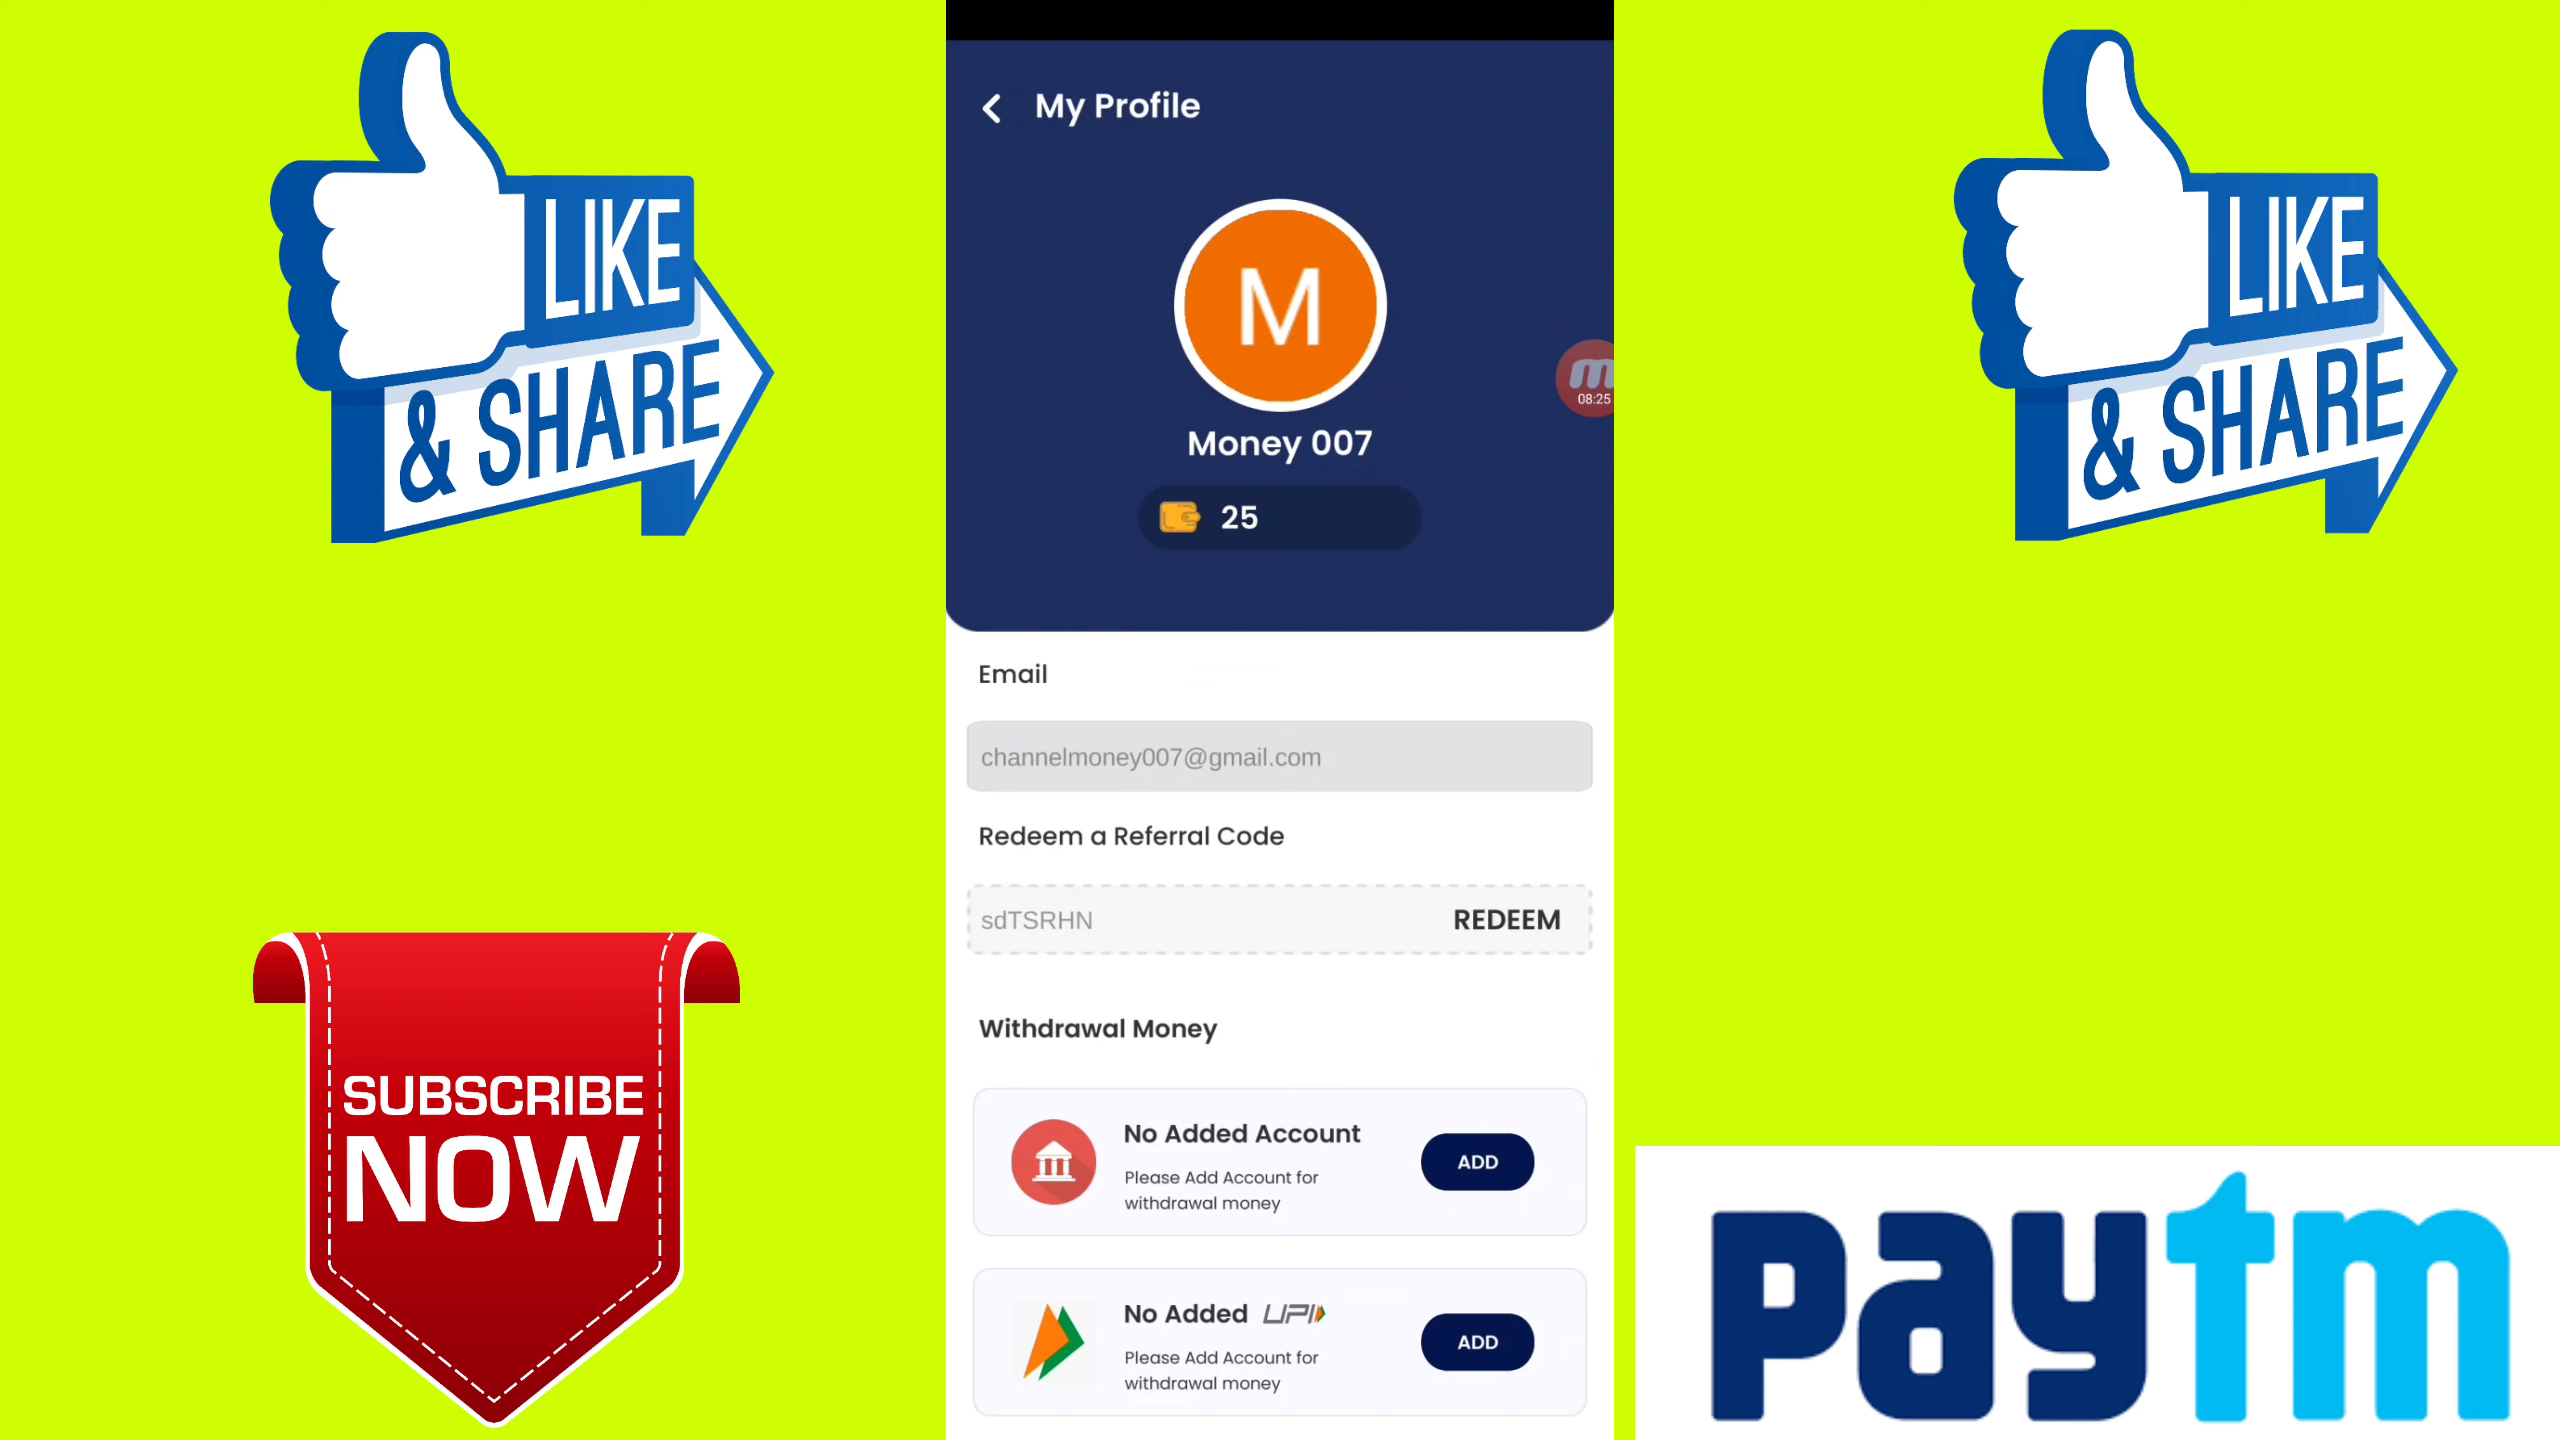 LIKE
& SHARE
My Profile
M
Money 007
25
m
08:25
LIKE
& SHARE
Email
channelmoney007@gmail.com
Redeem a Referral Code
sdTSRHN
REDEEM
Withdrawal Money
No Added Account
Please Add Account for
withdrawal money
ADD
No Added UPI
Please Add Account for
withdrawal money
ADD
SUBSCRIBE
NOW
paytm